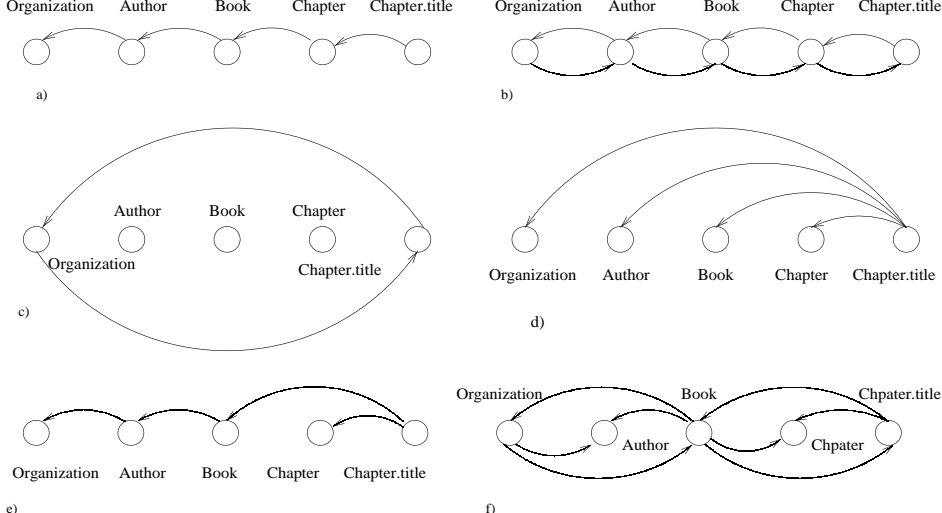 Organization Author Book Chapter Chapter.title
a)
Organization Author Book Chapter Chapter.title
b)
Author Book Chapter
Organization Chapter.title
c)
Organization Author Book Chapter Chapter.title
d)
Organization Author Book Chapter Chapter.title
e)
Organization Book Chpater.title
Author Chpater
f)